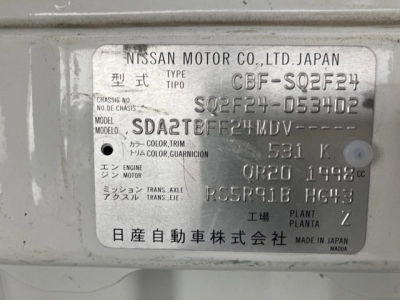 NISSAN MOTOR CO., LTD. JAPAN
型式 TYPE TIPO CBF-SQ2F24
CHASSIS NO. NO. DE CHASIS SQ2F24-053402
MODEL MODELO SDA2TBFF24MDV-----
カラー COLOR, TRIM トリム COLOR, GUARNICION 531 K
エンジン ENGINE MOTOR QR20 1998 cc
ミッション アクスル TRANS. AXLE TRANS., EJE RS5R91B HG43
工場 PLANT PLANTA Z
日産自動車株式会社 MADE IN JAPAN